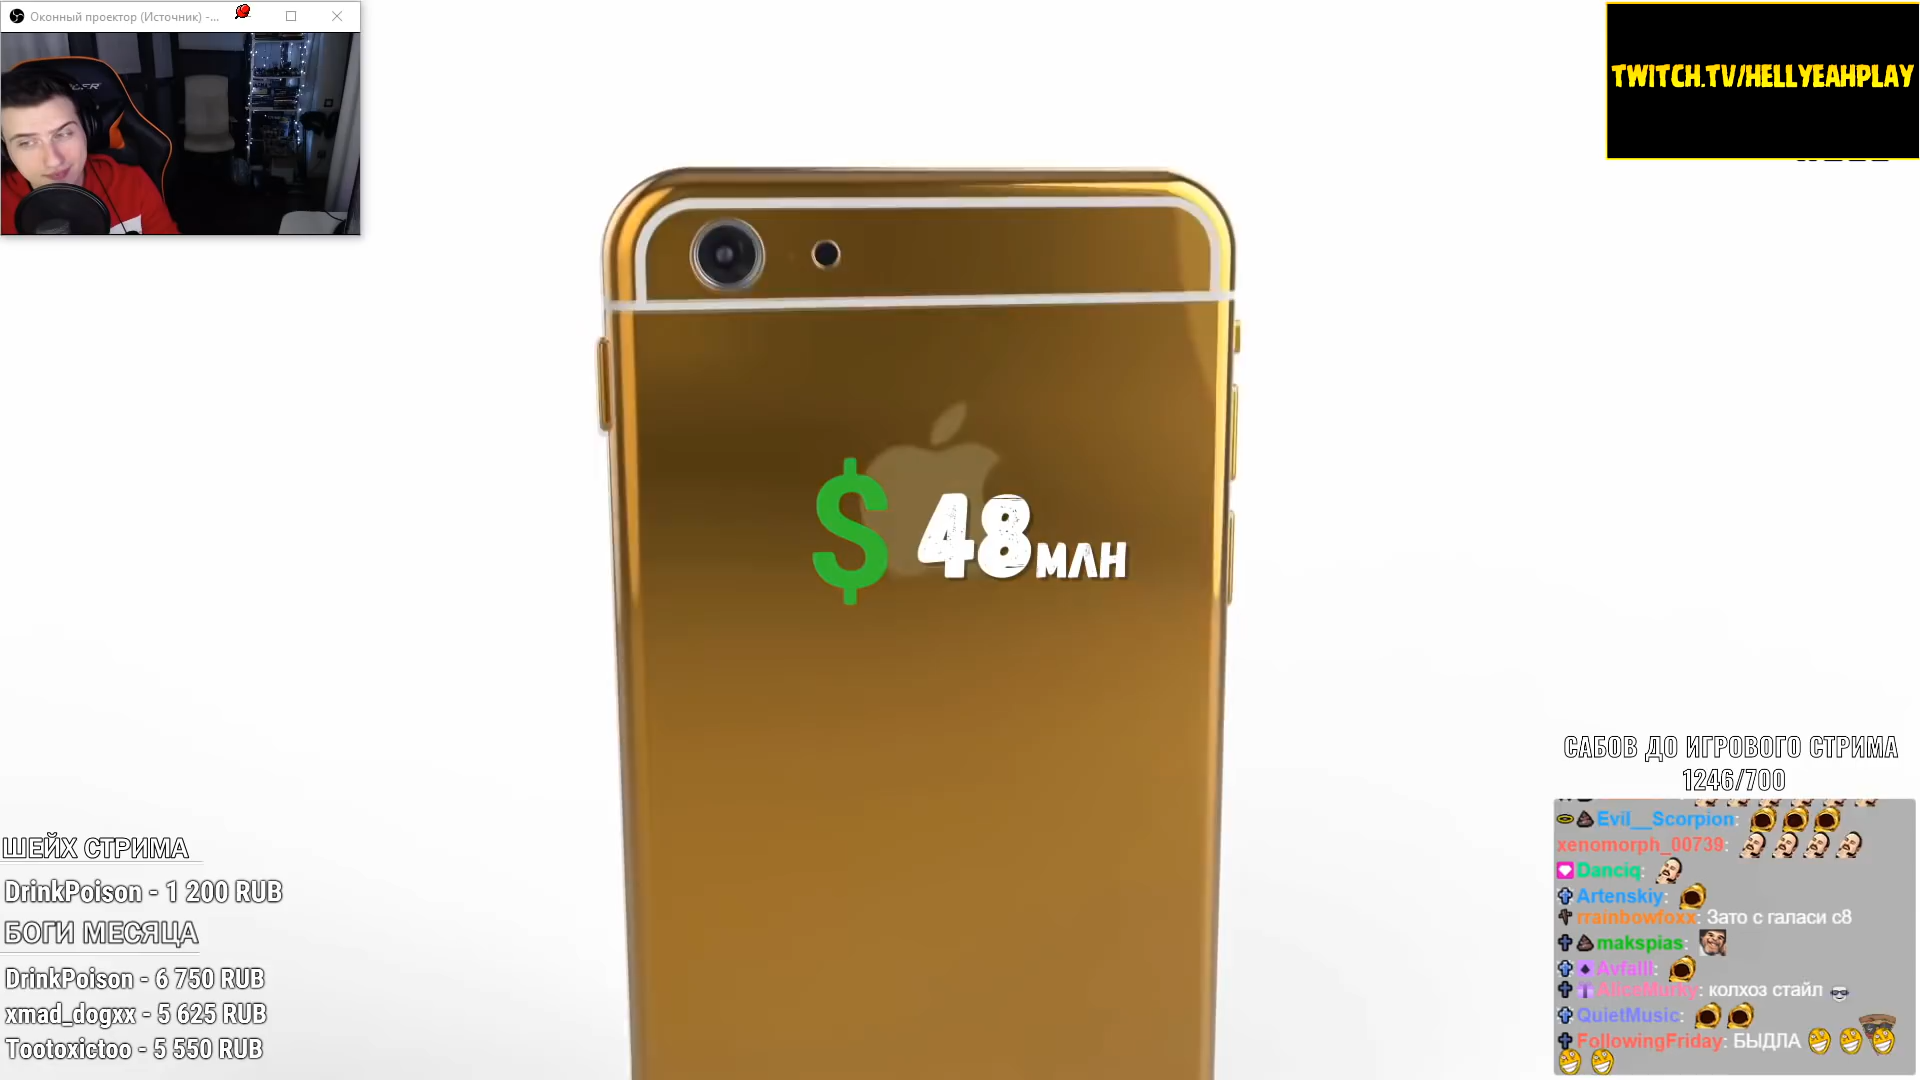 Оконный проектор (Источник) -...
TWITCH.TV/HELLYEAHPLAY
$ 48 МЛН
САБОВ ДО ИГРОВОГО СТРИМА
1246/700
ШЕЙХ СТРИМА
DrinkPoison - 1 200 RUB
БОГИ МЕСЯЦА
DrinkPoison - 6 750 RUB
xmad_dogxx - 5 625 RUB
Tootoxictoo - 5 550 RUB
Evil__Scorpion:
xenomorph_00739:
Danciq:
Artenskiy:
rrainbowfoxx: Зато с галаси с8
makspias:
Avfalll:
AliceMurky: колхоз стайл
QuietMusic:
FollowingFriday: БЫДЛА